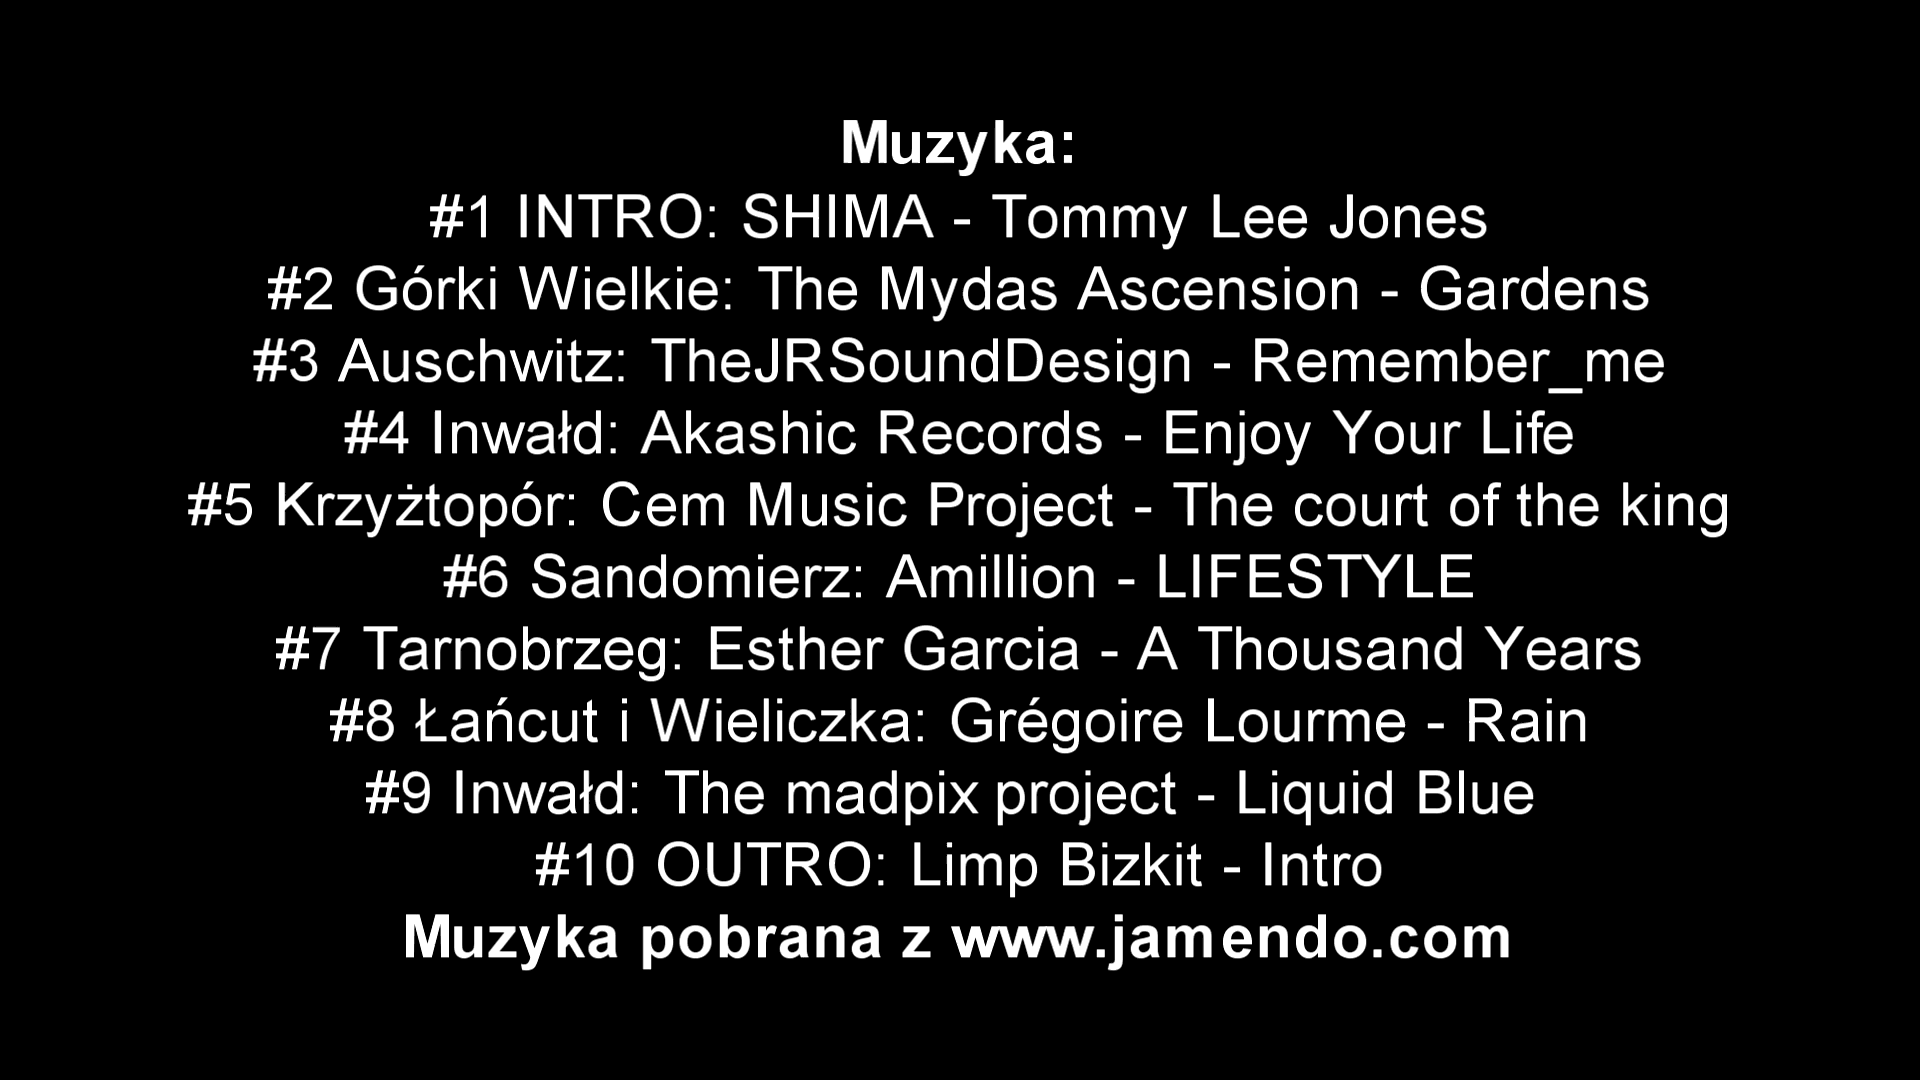 Muzyka:
#1 INTRO: SHIMA - Tommy Lee Jones
#2 Górki Wielkie: The Mydas Ascension - Gardens
#3 Auschwitz: TheJRSoundDesign - Remember_me
#4 Inwałd: Akashic Records - Enjoy Your Life
#5 Krzyżtopór: Cem Music Project - The court of the king
#6 Sandomierz: Amillion - LIFESTYLE
#7 Tarnobrzeg: Esther Garcia - A Thousand Years
#8 Łańcut i Wieliczka: Grégoire Lourme - Rain
#9 Inwałd: The madpix project - Liquid Blue
#10 OUTRO: Limp Bizkit - Intro
Muzyka pobrana z www.jamendo.com